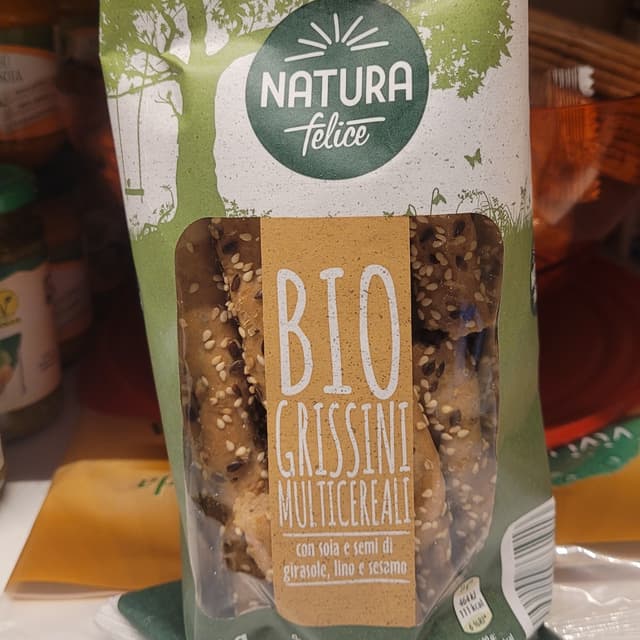 NATURA
felice
BIO
GRISSINI
MULTICEREALI
con soia e semi di
girasole, lino e sesamo